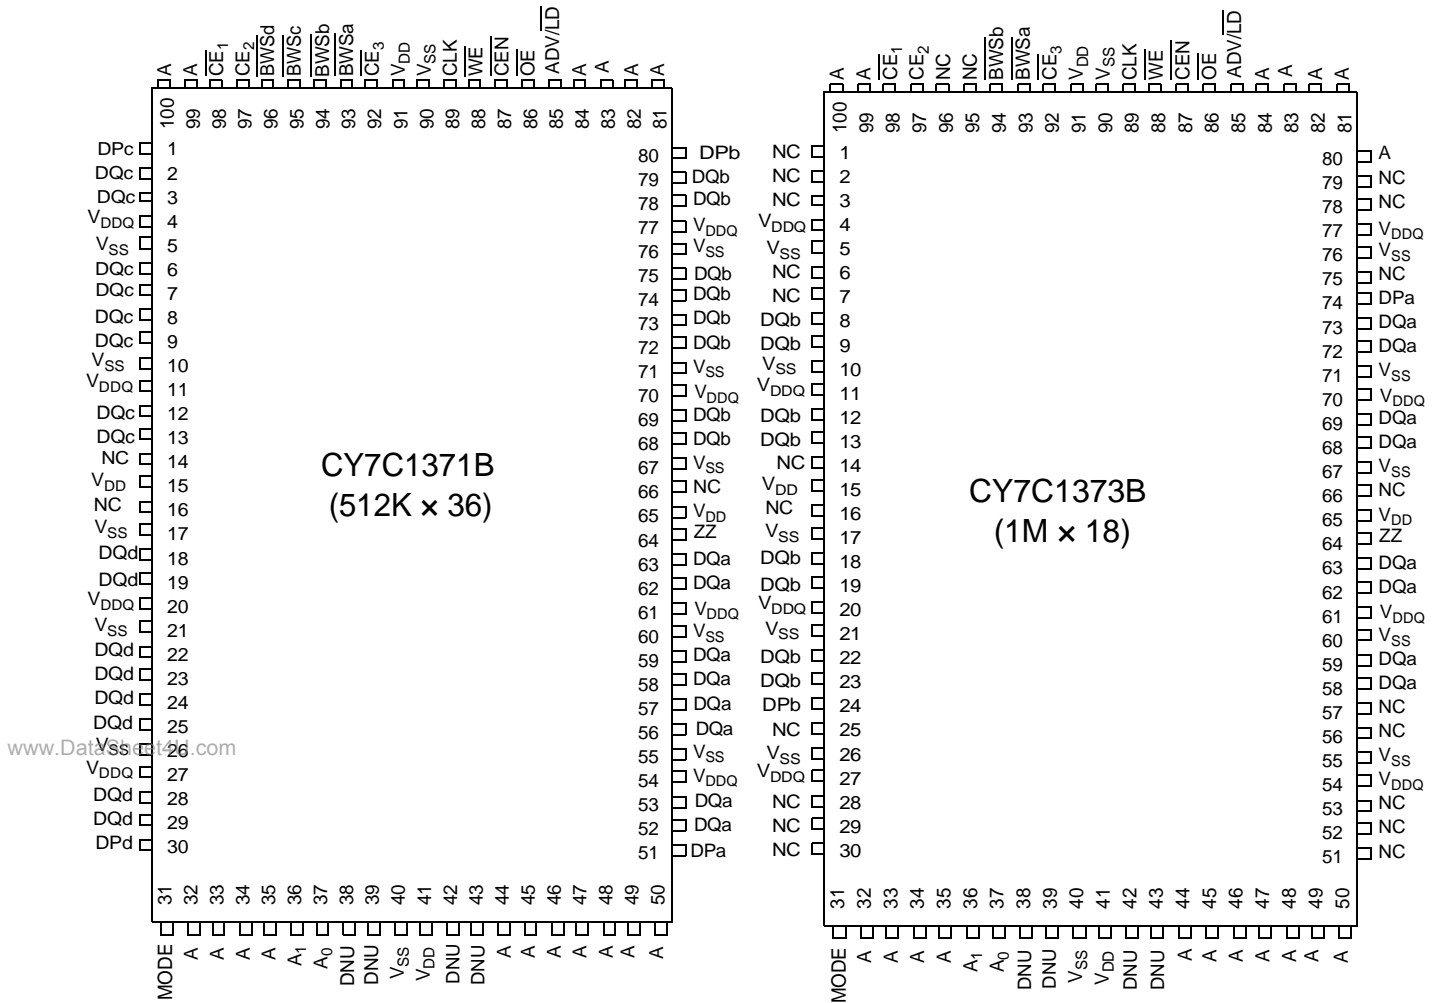 A A CE1 CE2 BWSd BWSc BWSb BWSa CE3 VDD VSS CLK WE CEN OE ADV/LD A A A A
100 99 98 97 96 95 94 93 92 91 90 89 88 87 86 85 84 83 82 81
DPc 1 80 DPb
DQc 2 79 DQb
DQc 3 78 DQb
VDDQ 4 77 VDDQ
VSS 5 76 VSS
DQc 6 75 DQb
DQc 7 74 DQb
DQc 8 73 DQb
DQc 9 72 DQb
VSS 10 71 VSS
VDDQ 11 70 VDDQ
DQc 12 69 DQb
DQc 13 68 DQb
NC 14 67 VSS
VDD 15 66 NC
NC 16 65 VDD
VSS 17 64 ZZ
DQd 18 63 DQa
DQd 19 62 DQa
VDDQ 20 61 VDDQ
VSS 21 60 VSS
DQd 22 59 DQa
DQd 23 58 DQa
DQd 24 57 DQa
DQd 25 56 DQa
VSS 26 55 VSS
VDDQ 27 54 VDDQ
DQd 28 53 DQa
DQd 29 52 DQa
DPd 30 51 DPa
CY7C1371B
(512K × 36)
31 32 33 34 35 36 37 38 39 40 41 42 43 44 45 46 47 48 49 50
MODE A A A A A1 A0 DNU DNU VSS VDD DNU DNU A A A A A A A
www.DataSheet4U.com
A A CE1 CE2 NC NC BWSb BWSa CE3 VDD VSS CLK WE CEN OE ADV/LD A A A A
100 99 98 97 96 95 94 93 92 91 90 89 88 87 86 85 84 83 82 81
NC 1 80 A
NC 2 79 NC
NC 3 78 NC
VDDQ 4 77 VDDQ
VSS 5 76 VSS
NC 6 75 NC
NC 7 74 DPa
DQb 8 73 DQa
DQb 9 72 DQa
VSS 10 71 VSS
VDDQ 11 70 VDDQ
DQb 12 69 DQa
DQb 13 68 DQa
NC 14 67 VSS
VDD 15 66 NC
NC 16 65 VDD
VSS 17 64 ZZ
DQb 18 63 DQa
DQb 19 62 DQa
VDDQ 20 61 VDDQ
VSS 21 60 VSS
DQb 22 59 DQa
DQb 23 58 DQa
DPb 24 57 NC
NC 25 56 NC
VSS 26 55 VSS
VDDQ 27 54 VDDQ
NC 28 53 NC
NC 29 52 NC
NC 30 51 NC
CY7C1373B
(1M × 18)
31 32 33 34 35 36 37 38 39 40 41 42 43 44 45 46 47 48 49 50
MODE A A A A A1 A0 DNU DNU VSS VDD DNU DNU A A A A A A A